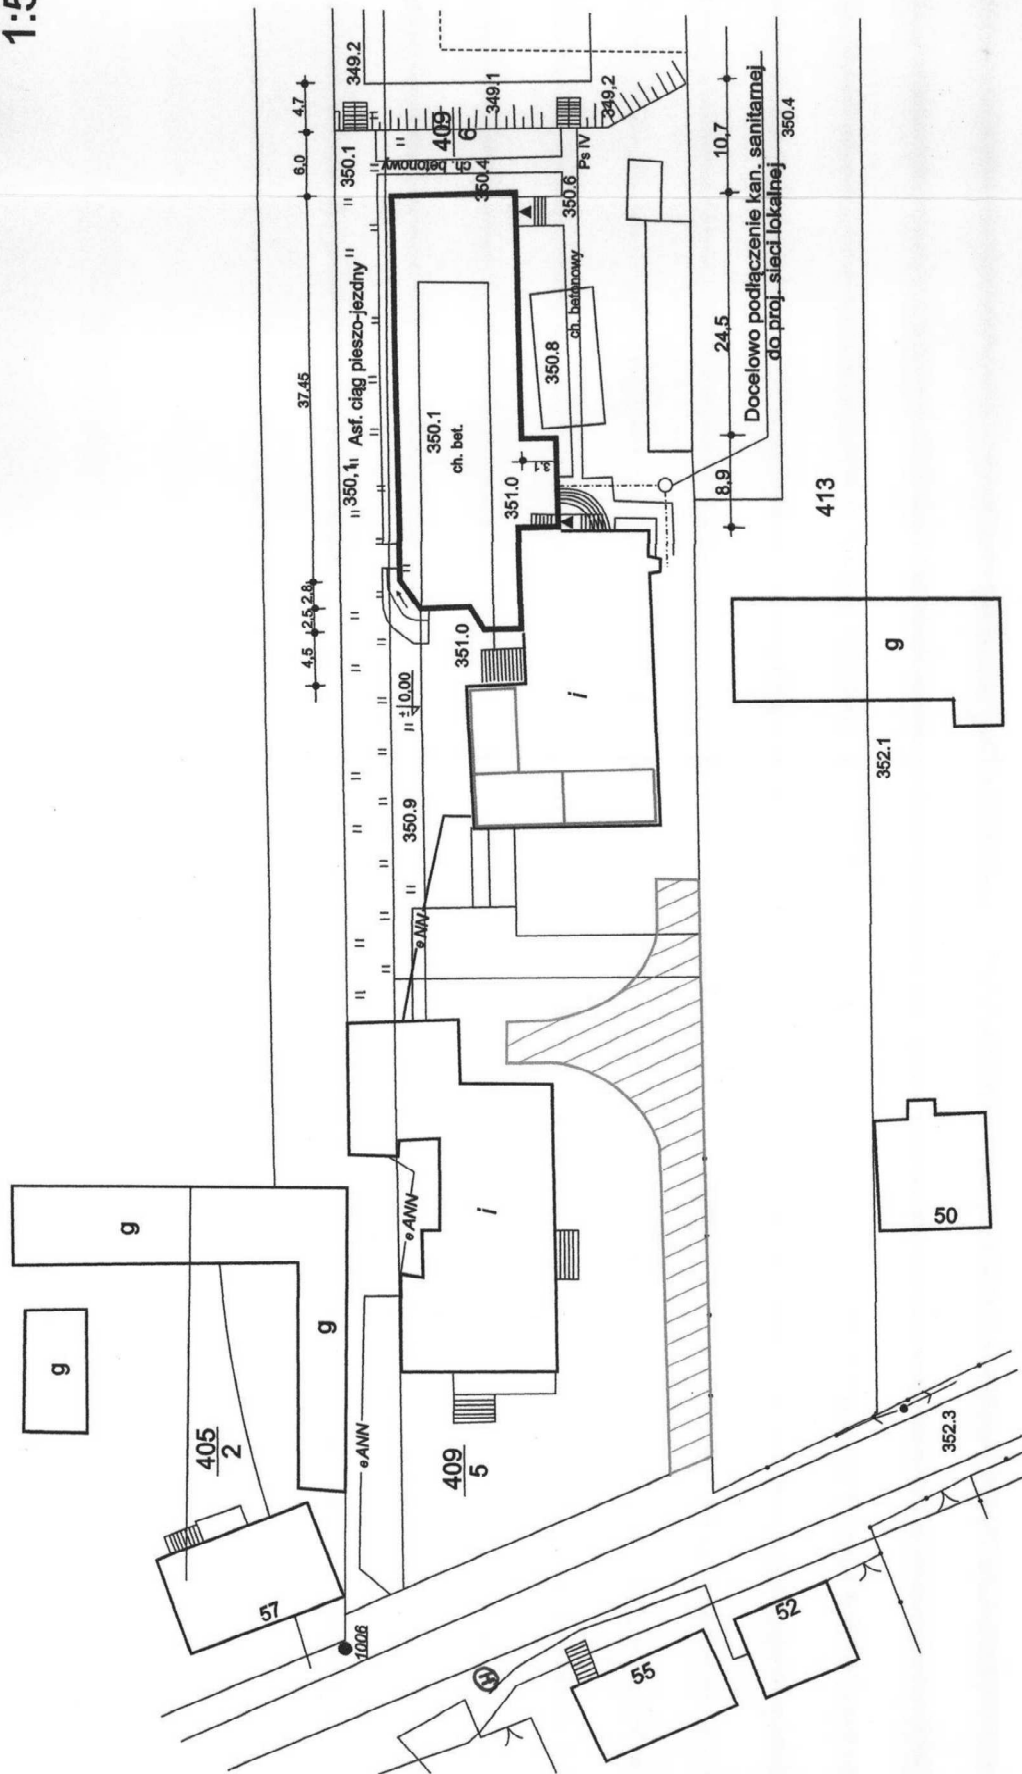 1:5
4,7
6,0
37.45
2,8
2,5
4,5
349.2
349.1
349,2
409
6
350.1
ch. betonowy
350.4
Ps IV
350.6
350,1
Asf. ciąg pieszo-jezdny
350.1
ch. bet.
350.8
ch. betonowy
3.1
351.0
351.0
± 0.00
i
350.9
e NN
10,7
24,5
8,9
Docelowo podłączenie kan. sanitarnej
do proj. sieci lokalnej
350.4
413
g
352.1
e ANN
i
g
g
g
405
2
eANN
409
5
50
352.3
57
1006
H
55
52